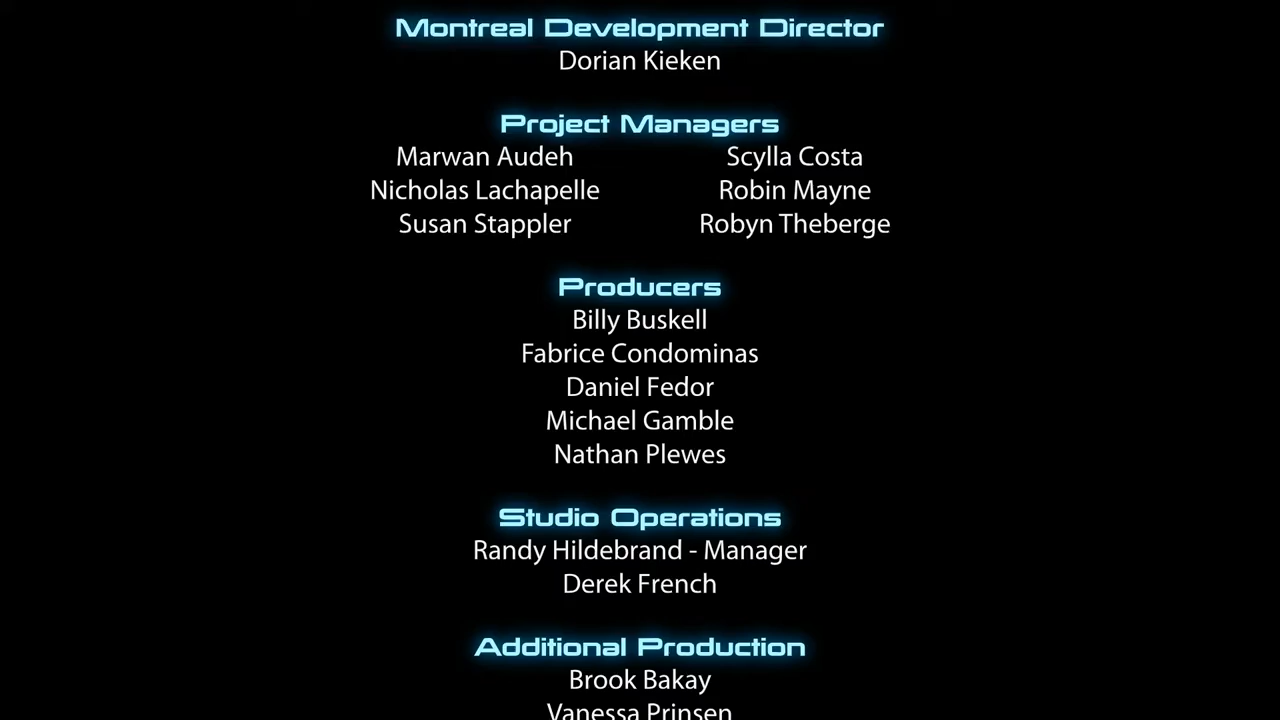 Montreal Development Director
Dorian Kieken
Project Managers
Marwan Audeh Scylla Costa
Nicholas Lachapelle Robin Mayne
Susan Stappler Robyn Theberge
Producers
Billy Buskell
Fabrice Condominas
Daniel Fedor
Michael Gamble
Nathan Plewes
Studio Operations
Randy Hildebrand - Manager
Derek French
Additional Production
Brook Bakay
Vanessa Prinsen